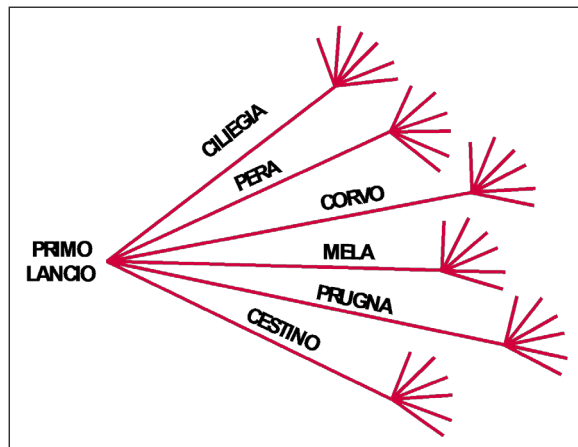 CILIEGIA
PERA
CORVO
PRIMO
LANCIO
MELA
PRUGNA
CESTINO